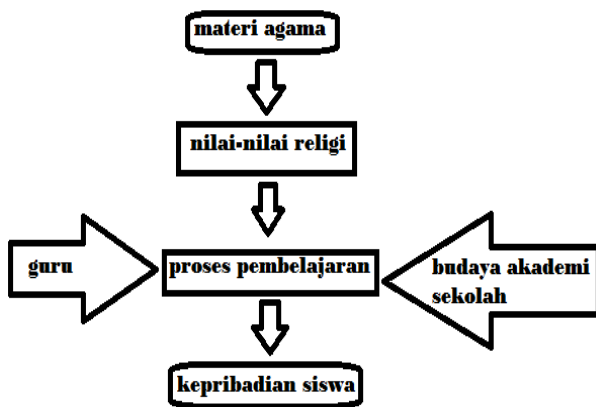 materi agama
nilai-nilai religi
guru
proses pembelajaran
budaya akademi
sekolah
kepribadian siswa